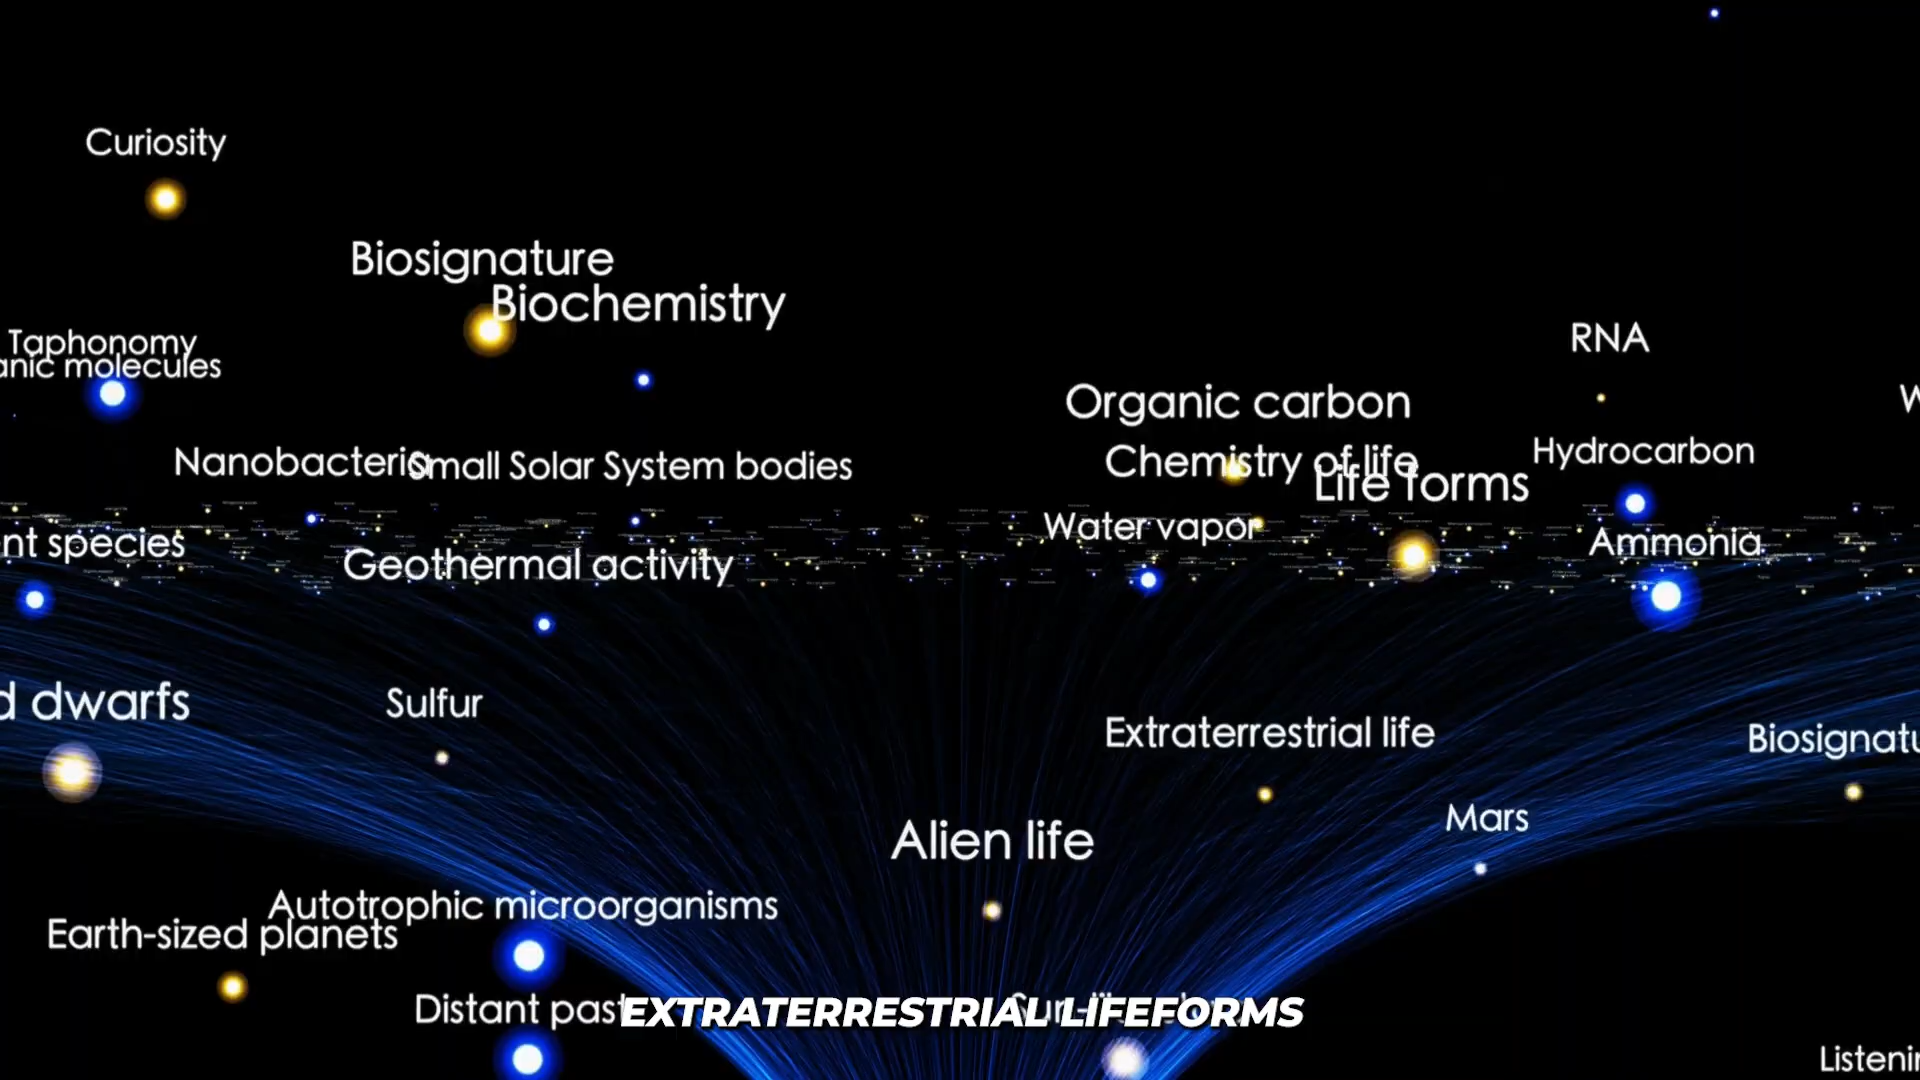 Curiosity
Biosignature
Biochemistry
Taphonomy
anic molecules
RNA
Organic carbon
Hydrocarbon
Chemistry of life
Life forms
Nanobacteria
Small Solar System bodies
Water vapor
nt species
Ammonia
Geothermal activity
d dwarfs
Sulfur
Extraterrestrial life
Biosignatu
Mars
Alien life
Autotrophic microorganisms
Earth-sized planets
Distant past
EXTRATERRESTRIAL LIFEFORMS
Listenin